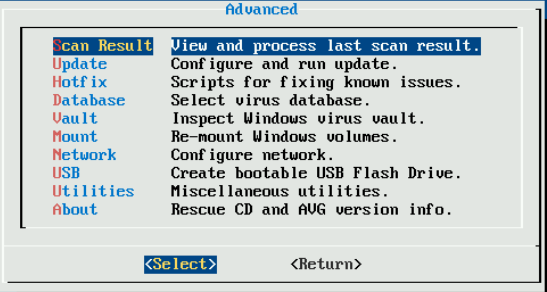 Advanced
Scan Result View and process last scan result.
Update Configure and run update.
Hotfix Scripts for fixing known issues.
Database Select virus database.
Vault Inspect Windows virus vault.
Mount Re-mount Windows volumes.
Network Configure network.
USB Create bootable USB Flash Drive.
Utilities Miscellaneous utilities.
About Rescue CD and AVG version info.
<Select> <Return>